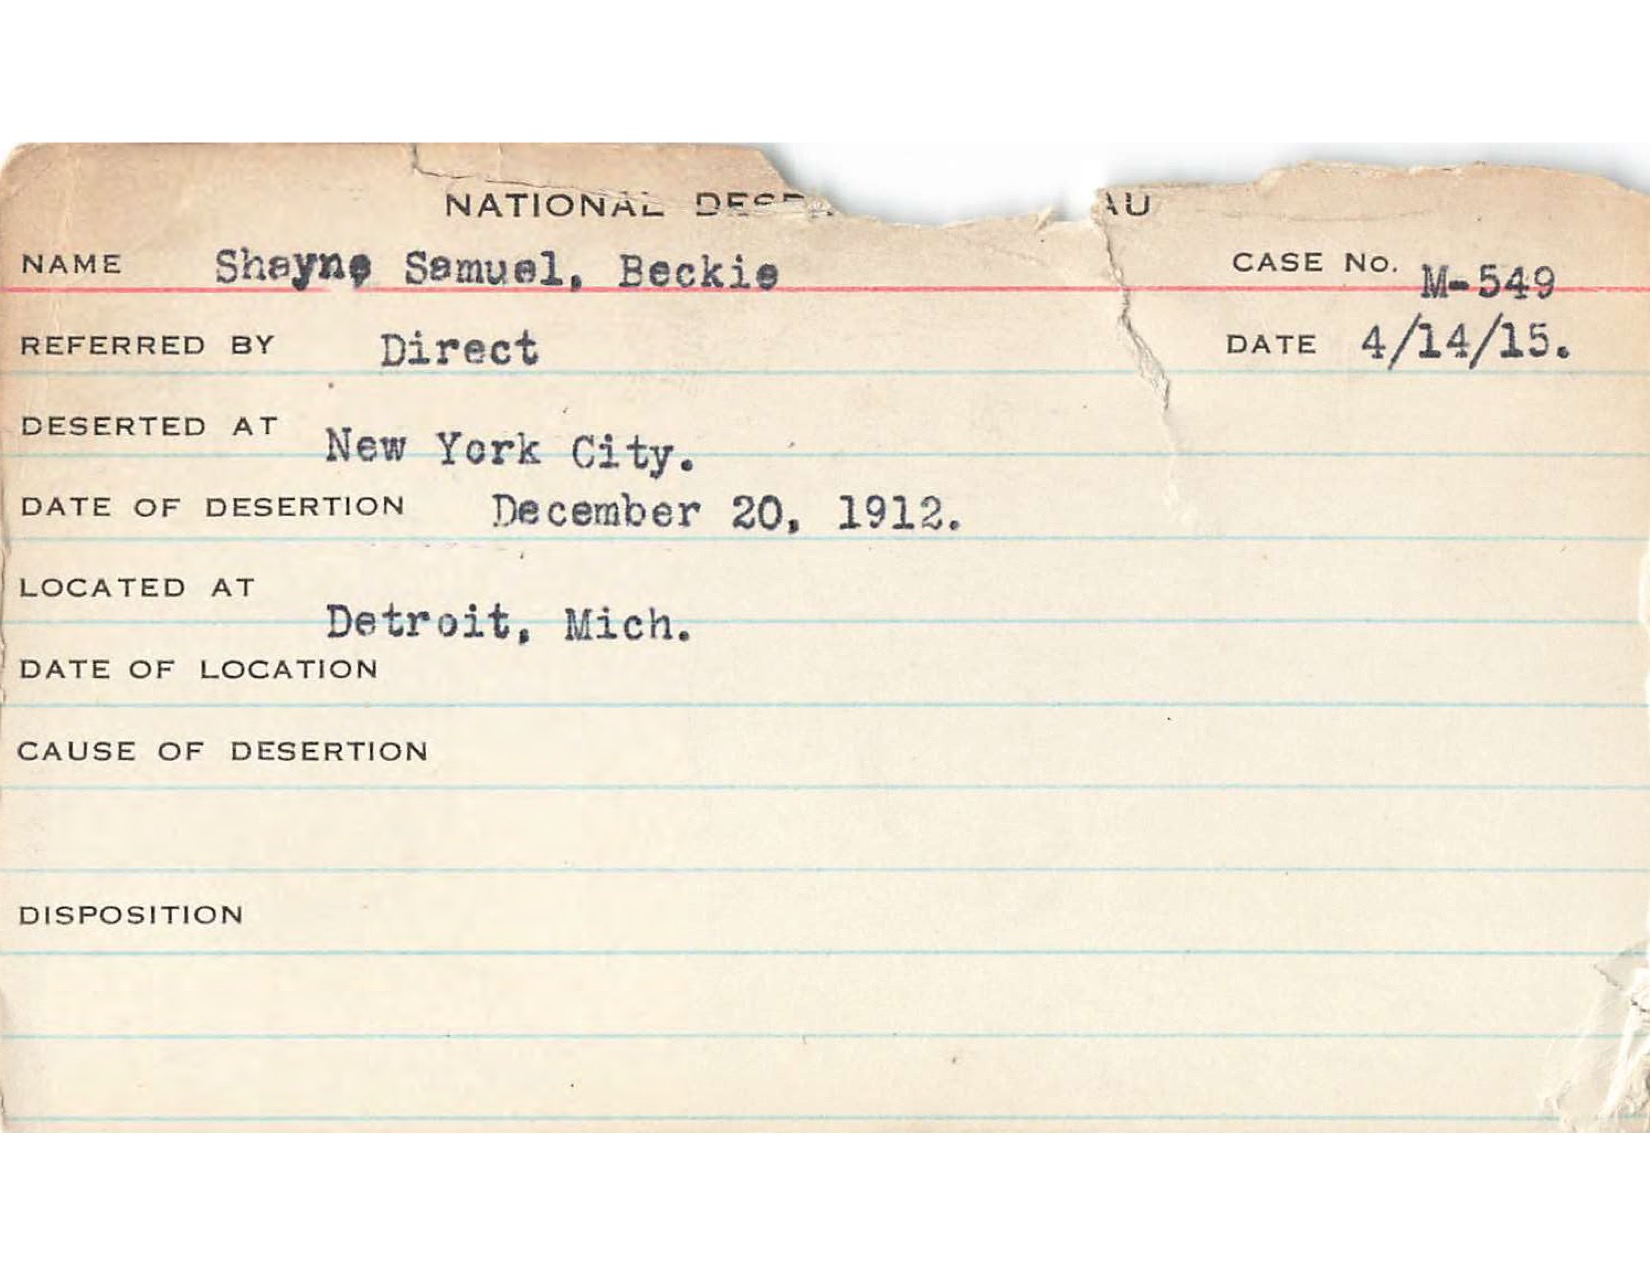 NATIONAL
NAME Shayne Samuel, Beckie CASE No. M-549
REFERRED BY Direct DATE 4/14/15.
DESERTED AT New York City.
DATE OF DESERTION December 20, 1912.
LOCATED AT Detroit, Mich.
DATE OF LOCATION
CAUSE OF DESERTION
DISPOSITION